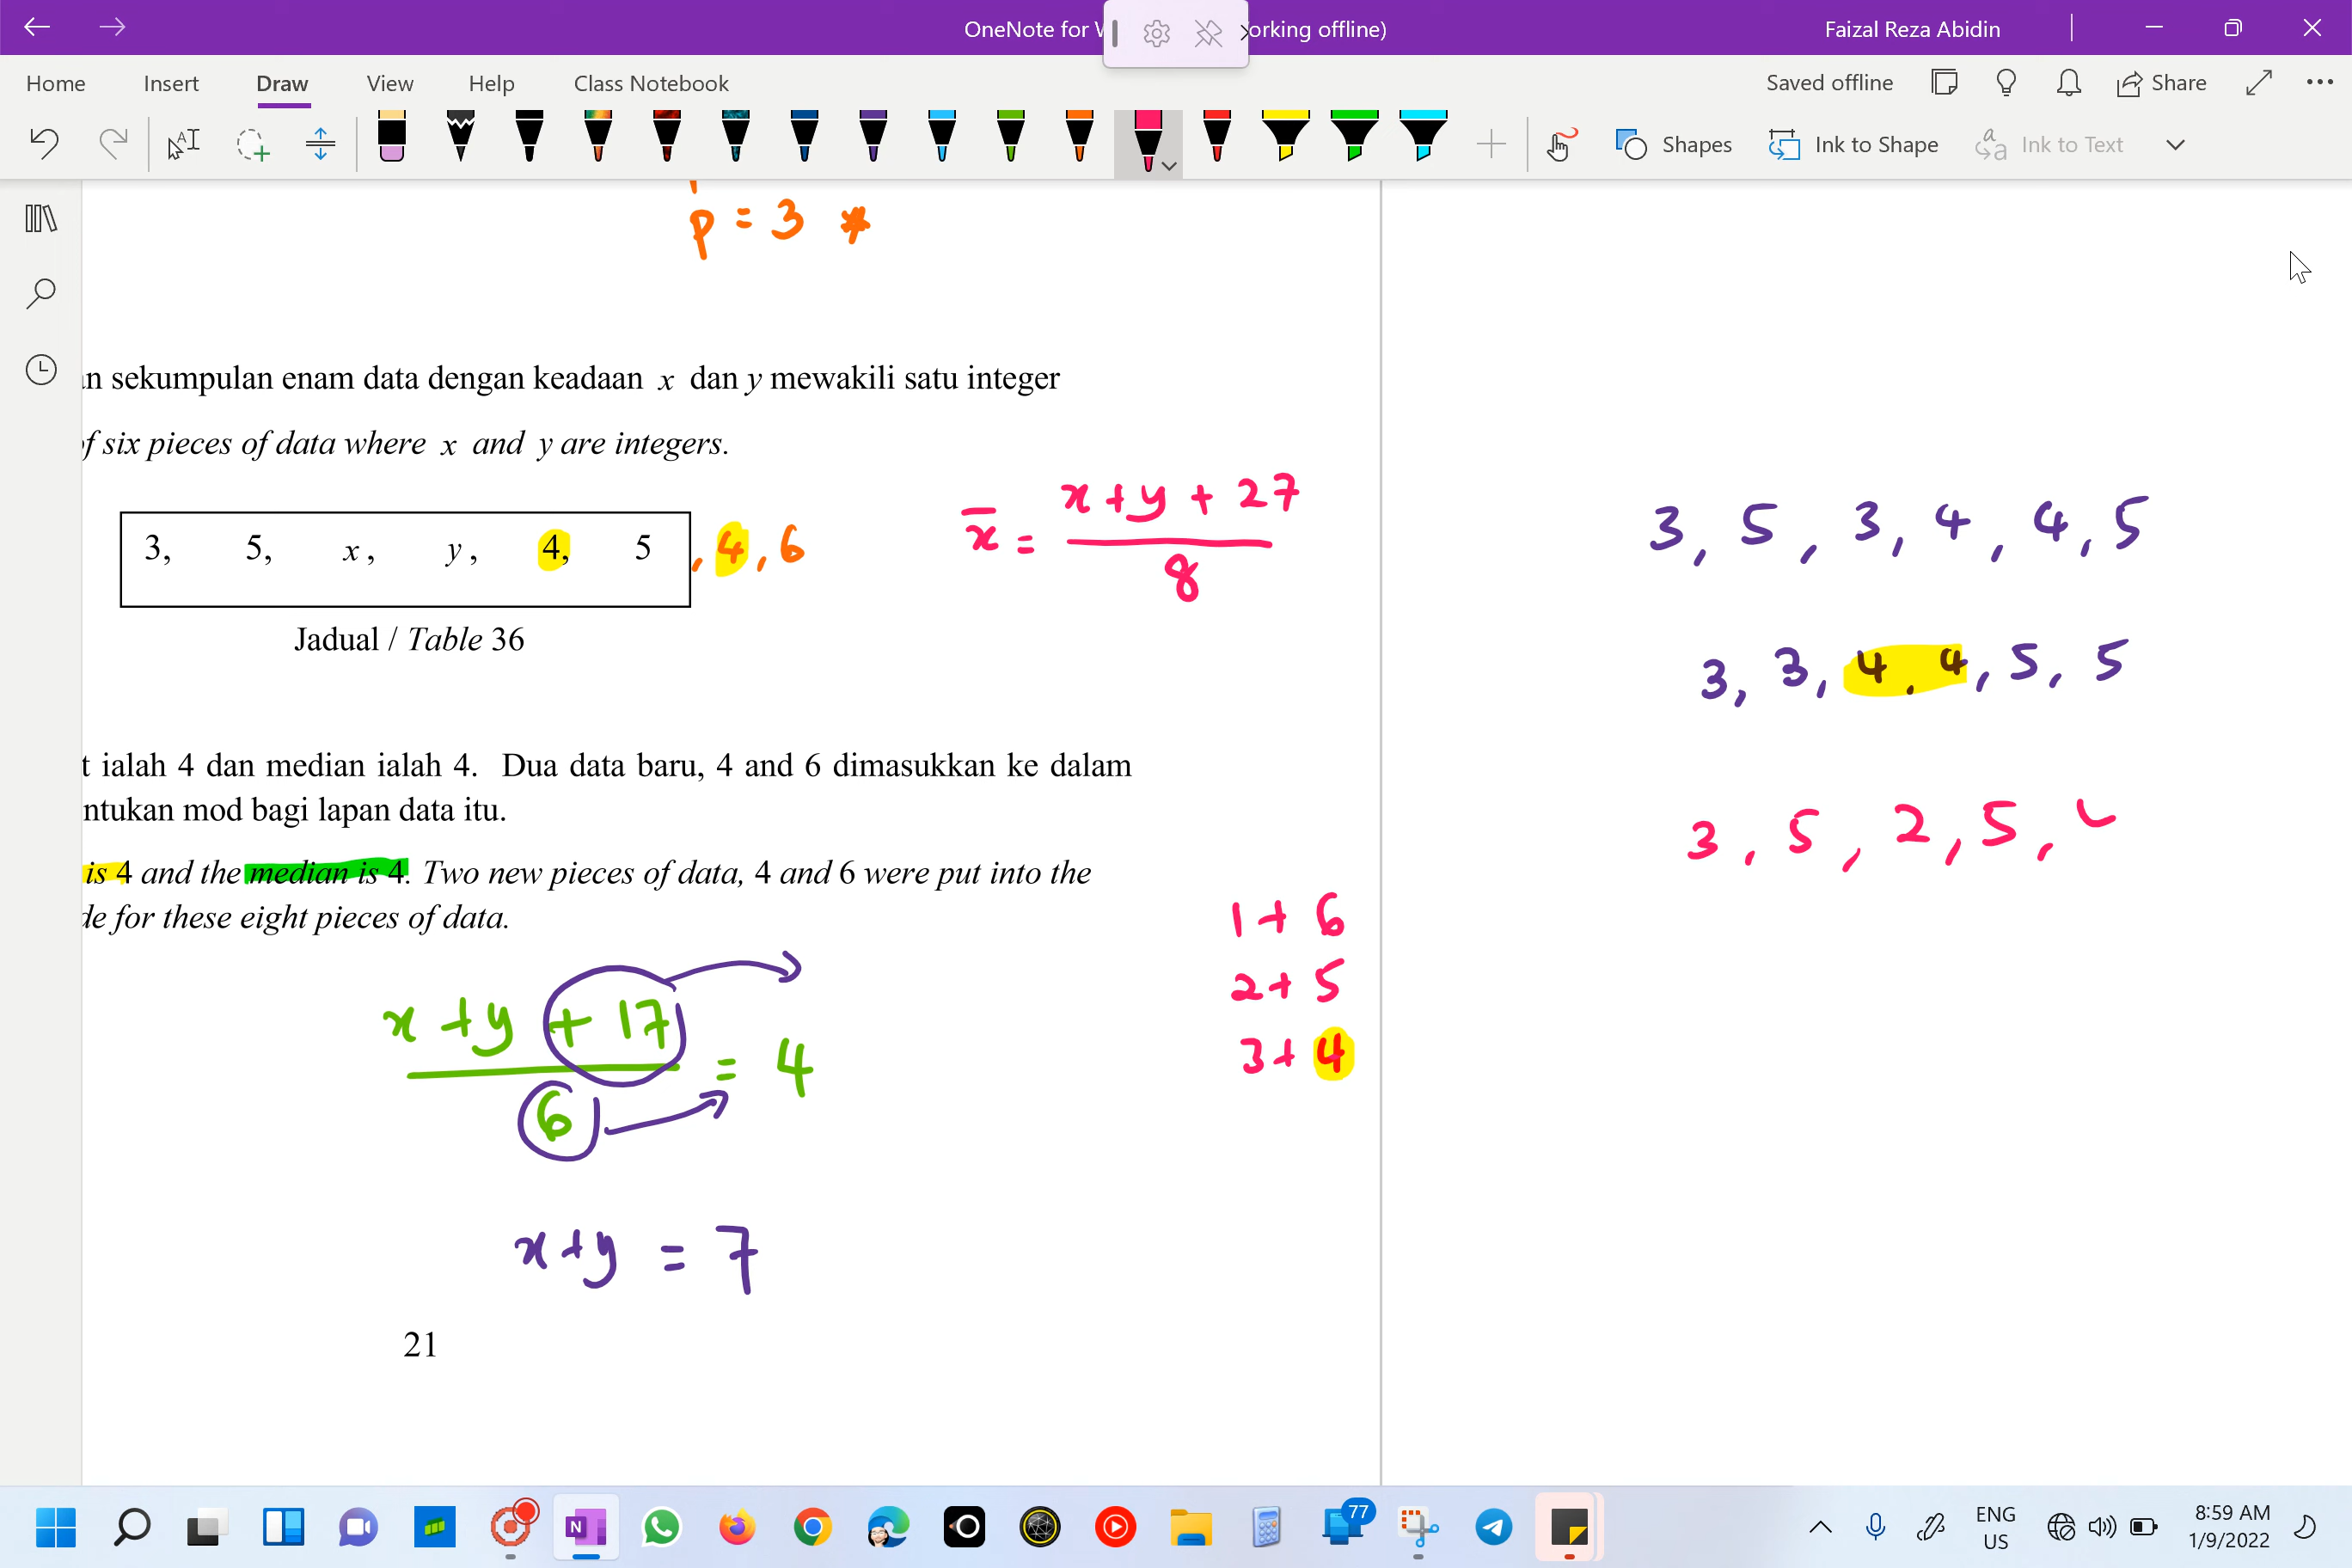 OneNote for W
orking offline)
Faizal Reza Abidin
Home Insert Draw View Help Class Notebook
Saved offline Share
Shapes Ink to Shape Ink to Text
p = 3 *
n sekumpulan enam data dengan keadaan x dan y mewakili satu integer
f six pieces of data where x and y are integers.
3, 5, x, y, 4, 5 , 4, 6
Jadual / Table 36
x̄ = x + y + 27
8
3, 5, 3, 4, 4, 5
3, 3, 4, 4, 5, 5
t ialah 4 dan median ialah 4. Dua data baru, 4 and 6 dimasukkan ke dalam
ntukan mod bagi lapan data itu.
is 4 and the median is 4. Two new pieces of data, 4 and 6 were put into the
de for these eight pieces of data.
3, 5, 2, 5,
1 + 6
2 + 5
3 + 4
x + y + 17
6
= 4
x + y = 7
21
77
ENG
US
8:59 AM
1/9/2022